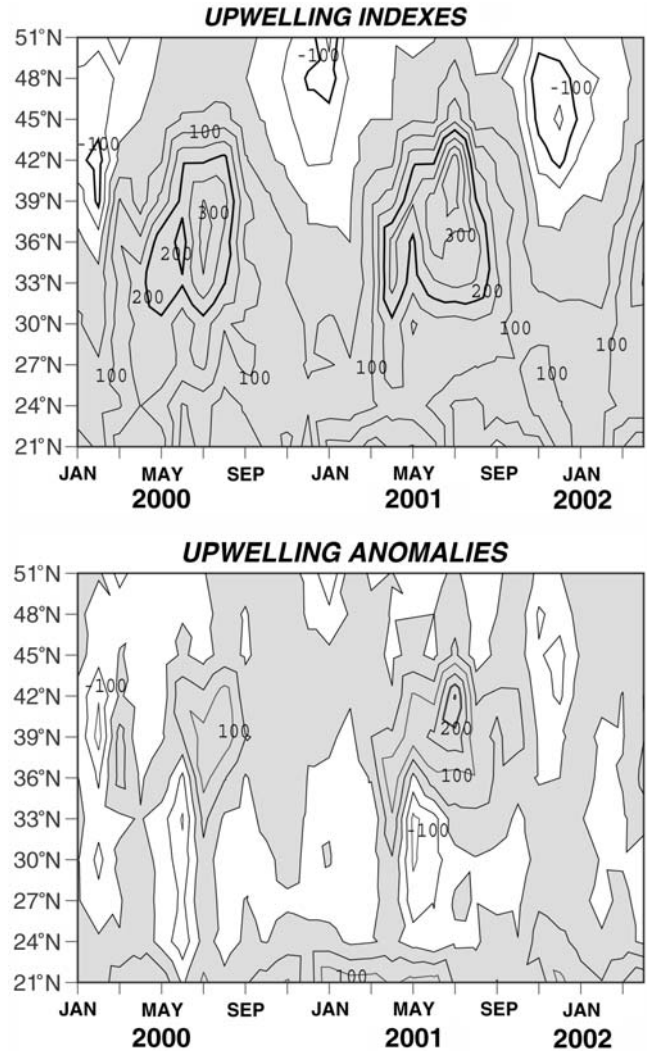 UPWELLING INDEXES
51°N
-100
48°N
-100
45°N
100
-100
42°N
39°N
300
36°N
300
200
33°N
200
200
30°N
100
27°N
100
100
100
100
100
24°N
21°N
JAN MAY SEP JAN MAY SEP JAN
2000 2001 2002
UPWELLING ANOMALIES
51°N
48°N
45°N
-100
42°N
100
200
39°N
36°N
100
33°N
-100
30°N
27°N
24°N
21°N
100
JAN MAY SEP JAN MAY SEP JAN
2000 2001 2002